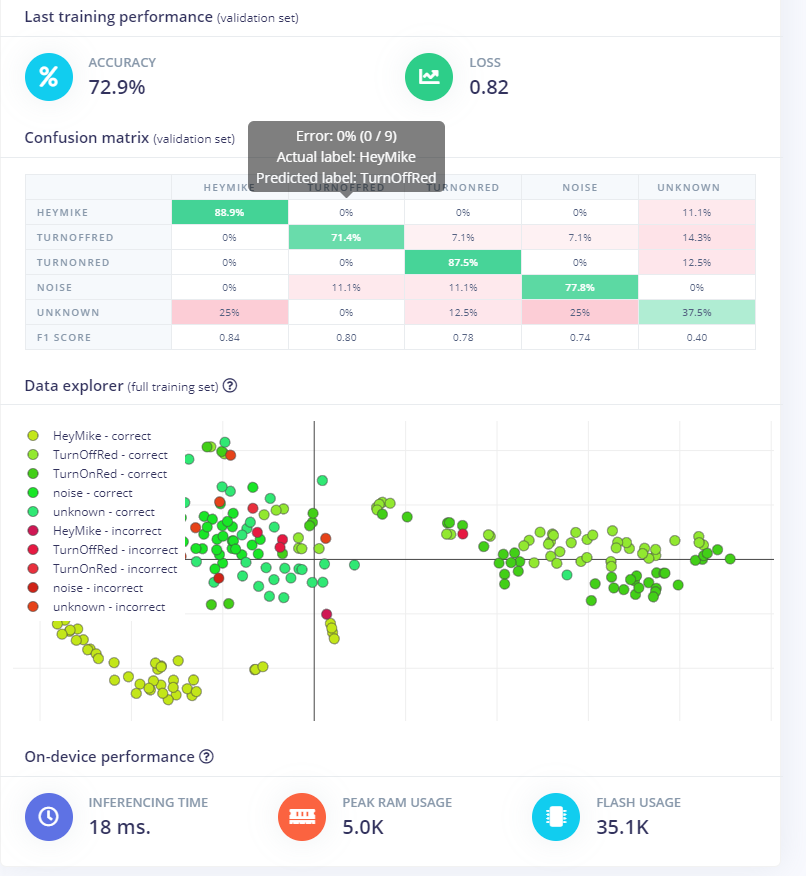 Last training performance (validation set)
% ACCURACY
72.9%
LOSS
0.82
Confusion matrix (validation set)
Error: 0% (0 / 9)
Actual label: HeyMike
Predicted label: TurnOffRed
HEYMIKE TURNOFFRED TURNONRED NOISE UNKNOWN
HEYMIKE 88.9% 0% 0% 0% 11.1%
TURNOFFRED 0% 71.4% 7.1% 7.1% 14.3%
TURNONRED 0% 0% 87.5% 0% 12.5%
NOISE 0% 11.1% 11.1% 77.8% 0%
UNKNOWN 25% 0% 12.5% 25% 37.5%
F1 SCORE 0.84 0.80 0.78 0.74 0.40
Data explorer (full training set) ?
HeyMike - correct
TurnOffRed - correct
TurnOnRed - correct
noise - correct
unknown - correct
HeyMike - incorrect
TurnOffRed - incorrect
TurnOnRed - incorrect
noise - incorrect
unknown - incorrect
On-device performance ?
INFERENCING TIME
18 ms.
PEAK RAM USAGE
5.0K
FLASH USAGE
35.1K